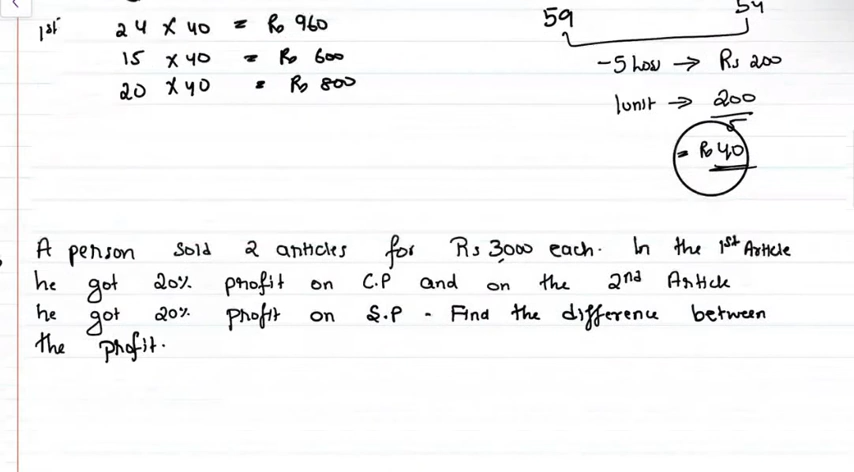 1st 24 × 40 = Rs 960
15 × 40 = Rs 600
20 × 40 = Rs 800
59 54
-5 Loss → Rs 200
1 unit → 200
5
= Rs 40
A person sold 2 articles for Rs 3000 each. In the 1st Article
he got 20% profit on C.P and on the 2nd Article
he got 20% profit on S.P - Find the difference between
the profit.